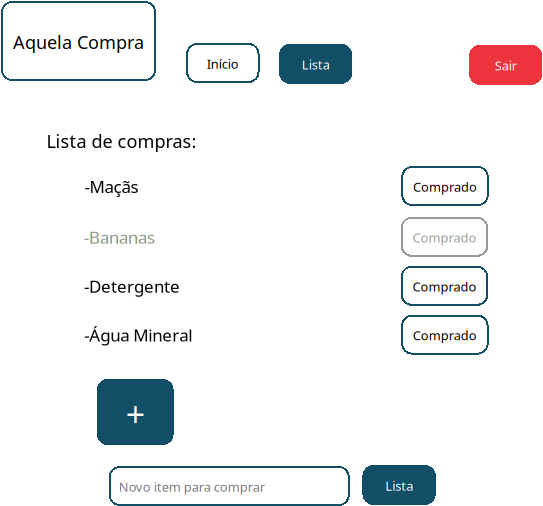 Aquela Compra
Início
Lista
Sair
Lista de compras:
-Maçãs
Comprado
-Bananas
Comprado
-Detergente
Comprado
-Água Mineral
Comprado
+
Novo item para comprar
Lista